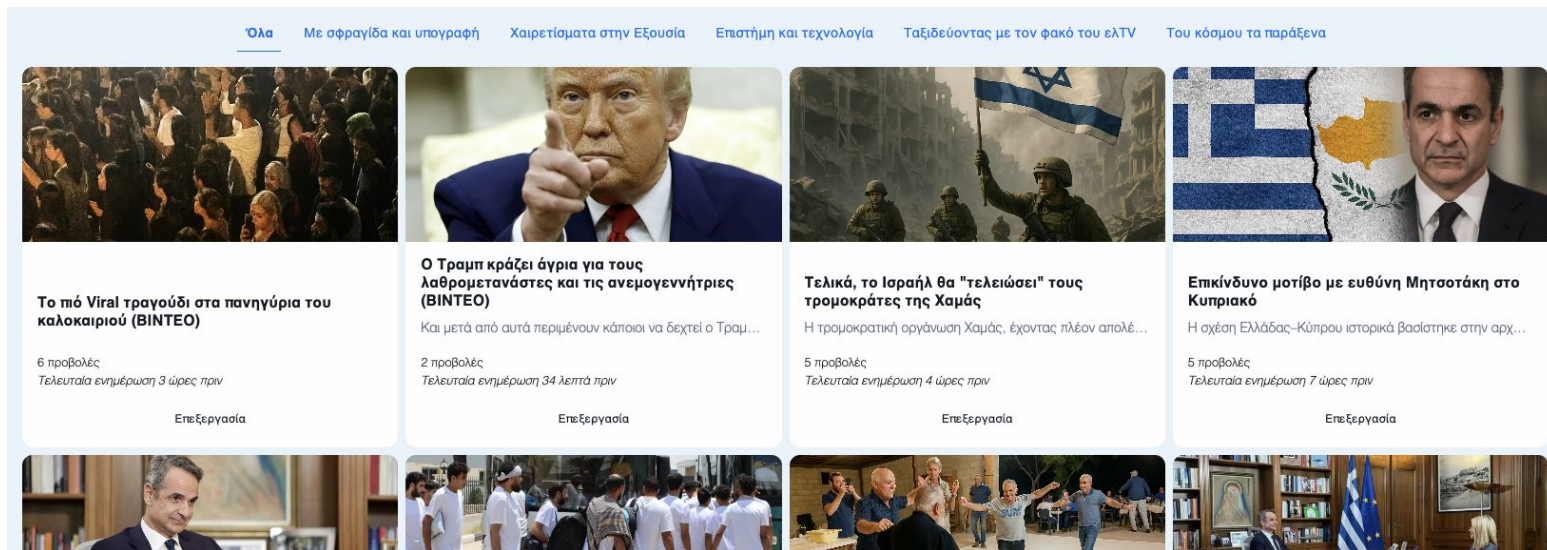 Όλα
Με σφραγίδα και υπογραφή
Χαιρετίσματα στην Εξουσία
Επιστήμη και τεχνολογία
Ταξιδεύοντας με τον φακό του ελTV
Του κόσμου τα παράξενα
Το πιό Viral τραγούδι στα πανηγύρια του
καλοκαιριού (ΒΙΝΤΕΟ)
6 προβολές
Τελευταία ενημέρωση 3 ώρες πριν
Επεξεργασία
Ο Τραμπ κράζει άγρια για τους
λαθρομετανάστες και τις ανεμογεννήτριες
(ΒΙΝΤΕΟ)
Και μετά από αυτά περιμένουν κάποιοι να δεχτεί ο Τραμ...
2 προβολές
Τελευταία ενημέρωση 34 λεπτά πριν
Επεξεργασία
Τελικά, το Ισραήλ θα "τελειώσει" τους
τρομοκράτες της Χαμάς
Η τρομοκρατική οργάνωση Χαμάς, έχοντας πλέον απολέ...
5 προβολές
Τελευταία ενημέρωση 4 ώρες πριν
Επεξεργασία
Επικίνδυνο μοτίβο με ευθύνη Μητσοτάκη στο
Κυπριακό
Η σχέση Ελλάδας–Κύπρου ιστορικά βασίστηκε στην αρχ...
5 προβολές
Τελευταία ενημέρωση 7 ώρες πριν
Επεξεργασία